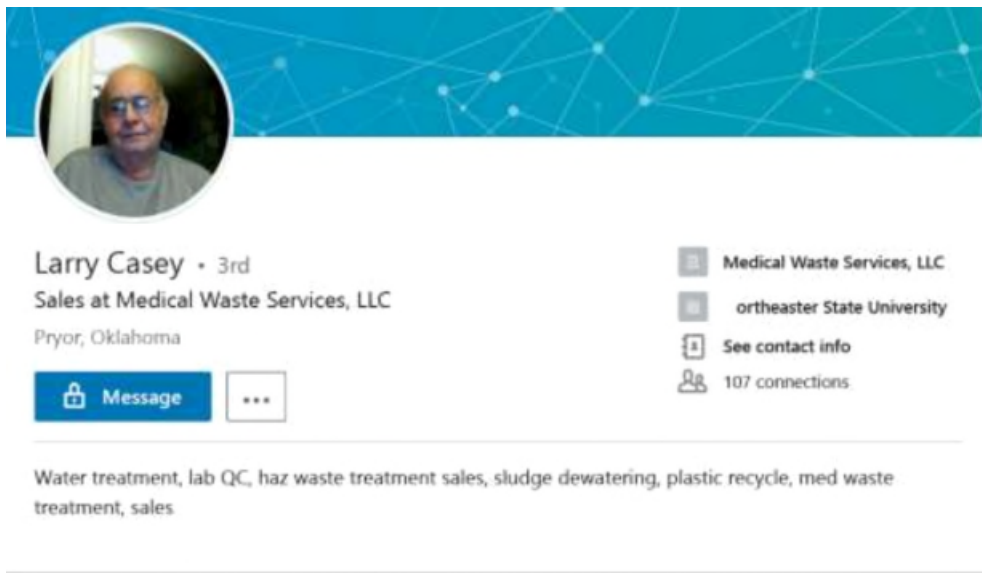 Larry Casey • 3rd
Sales at Medical Waste Services, LLC
Pryor, Oklahoma
Message
...
Medical Waste Services, LLC
ortheaster State University
See contact info
107 connections
Water treatment, lab QC, haz waste treatment sales, sludge dewatering, plastic recycle, med waste
treatment, sales